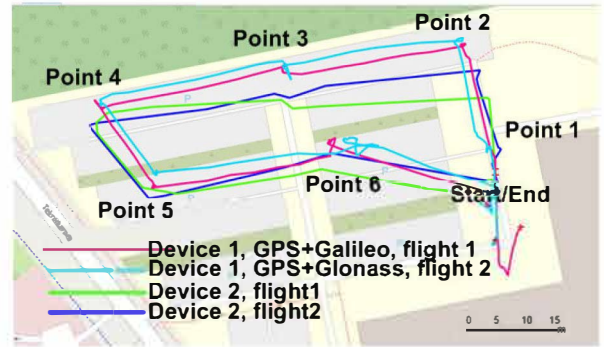 Point 2
Point 3
Point 4
P
Point 1
Point 6
Start/End
Point 5
Device 1, GPS+Galileo, flight 1
Device 1, GPS+Glonass, flight 2
Device 2, flight1
Device 2, flight2
0 5 10 15